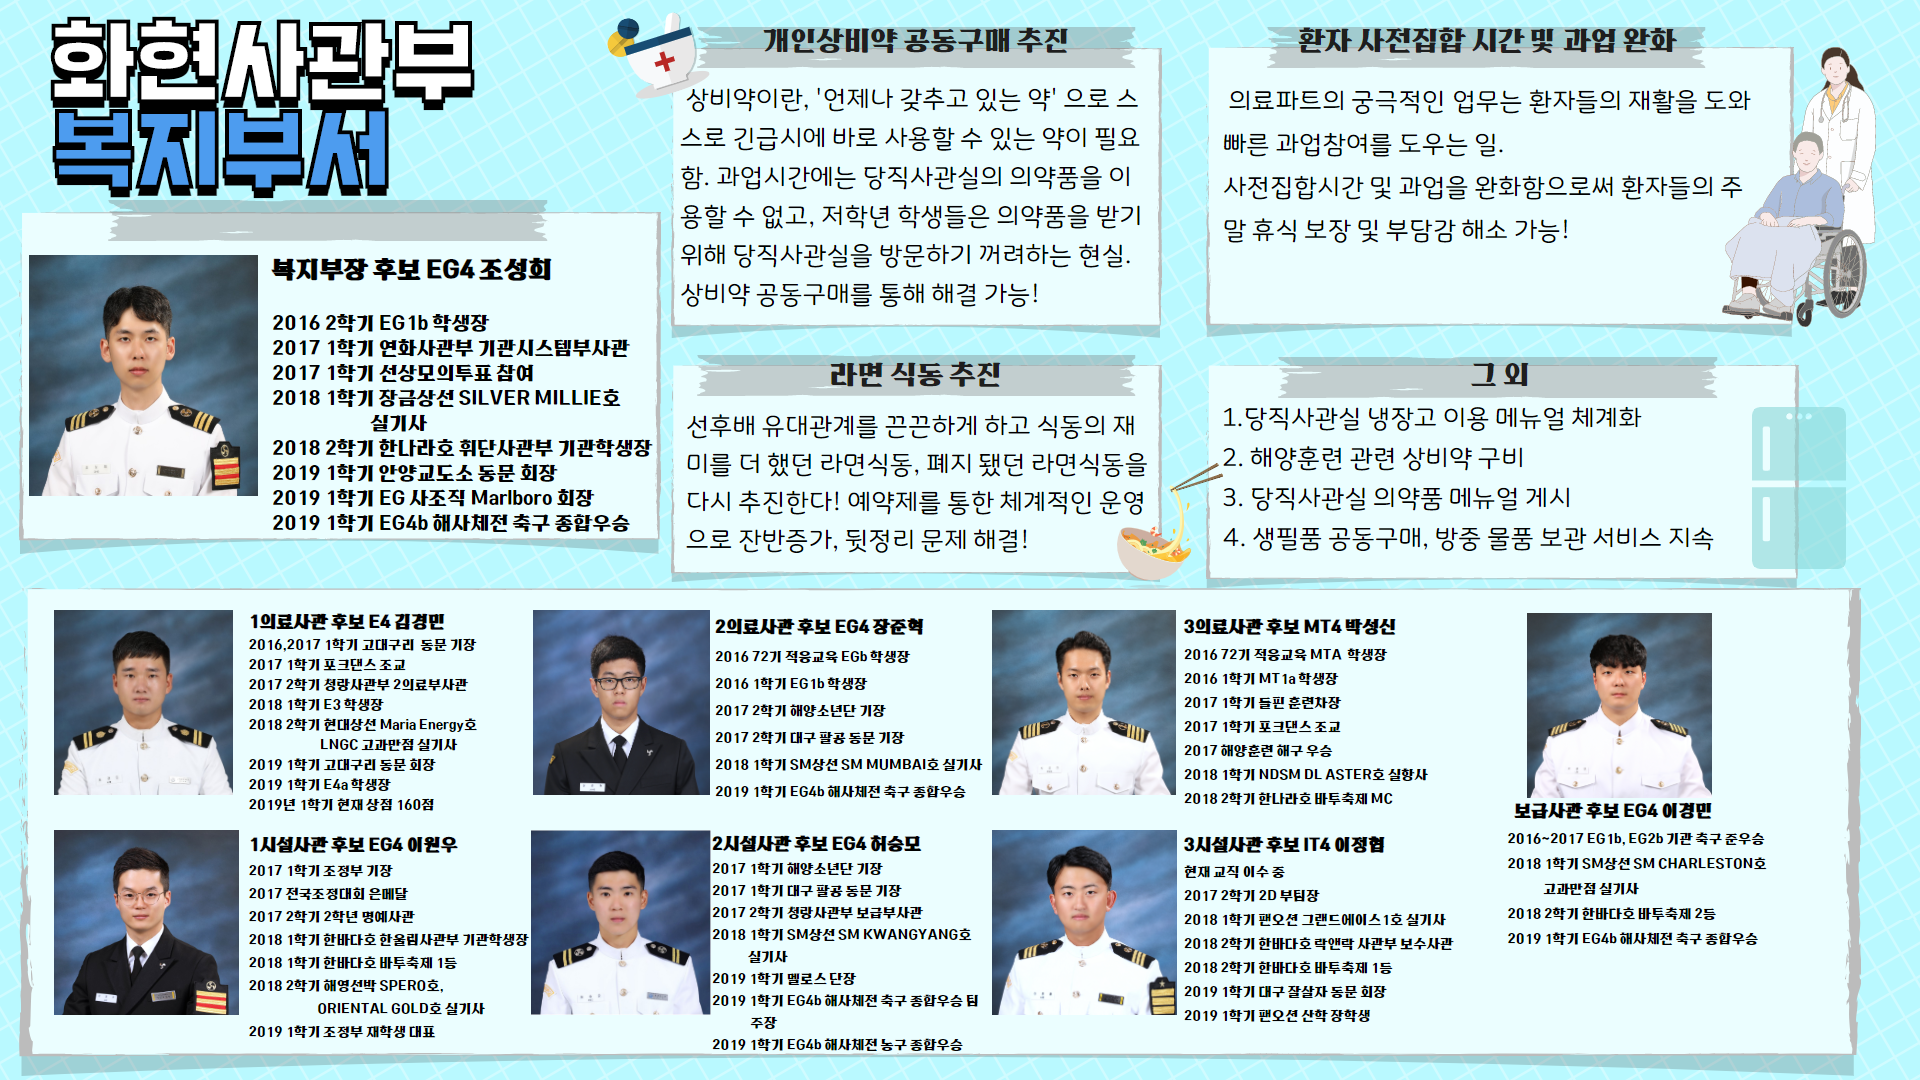 화현사관부
복지부서
복지부장 후보 EG4 조성회
2016 2학기 EG1b 학생장
2017 1학기 연화사관부 기관시스템부사관
2017 1학기 선상모의투표 참여
2018 1학기 장금상선 SILVER MILLIE호
실기사
2018 2학기 한나라호 휘단사관부 기관학생장
2019 1학기 안양교도소 동문 회장
2019 1학기 EG 사조직 Marlboro 회장
2019 1학기 EG4b 해사체전 축구 종합우승
개인상비약 공동구매 추진
상비약이란, '언제나 갖추고 있는 약' 으로 스
스로 긴급시에 바로 사용할 수 있는 약이 필요
함. 과업시간에는 당직사관실의 의약품을 이
용할 수 없고, 저학년 학생들은 의약품을 받기
위해 당직사관실을 방문하기 꺼려하는 현실.
상비약 공동구매를 통해 해결 가능!
환자 사전집합 시간 및 과업 완화
의료파트의 궁극적인 업무는 환자들의 재활을 도와
빠른 과업참여를 도우는 일.
사전집합시간 및 과업을 완화함으로써 환자들의 주
말 휴식 보장 및 부담감 해소 가능!
라면 식동 추진
선후배 유대관계를 끈끈하게 하고 식동의 재
미를 더 했던 라면식동, 폐지 됐던 라면식동을
다시 추진한다! 예약제를 통한 체계적인 운영
으로 잔반증가, 뒷정리 문제 해결!
그 외
1.당직사관실 냉장고 이용 메뉴얼 체계화
2. 해양훈련 관련 상비약 구비
3. 당직사관실 의약품 메뉴얼 게시
4. 생필품 공동구매, 방중 물품 보관 서비스 지속
1의료사관 후보 E4 김경민
2016,2017 1학기 고대구리 동문 기장
2017 1학기 포크댄스 조교
2017 2학기 청랑사관부 2의료부사관
2018 1학기 E3 학생장
2018 2학기 현대상선 Maria Energy호
LNGC 고과만점 실기사
2019 1학기 고대구리 동문 회장
2019 1학기 E4a 학생장
2019년 1학기 현재 상점 160점
2의료사관 후보 EG4 장준혁
2016 72기 적응교육 EGb 학생장
2016 1학기 EG1b 학생장
2017 2학기 해양소년단 기장
2017 2학기 대구 팔공 동문 기장
2018 1학기 SM상선 SM MUMBAI호 실기사
2019 1학기 EG4b 해사체전 축구 종합우승
3의료사관 후보 MT4 박성신
2016 72기 적응교육 MTA 학생장
2016 1학기 MT1a 학생장
2017 1학기 돌핀 훈련차장
2017 1학기 포크댄스 조교
2017 해양훈련 해구 우승
2018 1학기 NDSM DL ASTER호 실항사
2018 2학기 한나라호 바투축제 MC
보급사관 후보 EG4 이경민
2016~2017 EG1b, EG2b 기관 축구 준우승
2018 1학기 SM상선 SM CHARLESTON호
고과만점 실기사
2018 2학기 한바다호 바투축제 2등
2019 1학기 EG4b 해사체전 축구 종합우승
1시설사관 후보 EG4 이원우
2017 1학기 조정부 기장
2017 전국조정대회 은메달
2017 2학기 2학년 명예사관
2018 1학기 한바다호 한울림사관부 기관학생장
2018 1학기 한바다호 바투축제 1등
2018 2학기 해영선박 SPERO호,
ORIENTAL GOLD호 실기사
2019 1학기 조정부 재학생 대표
2시설사관 후보 EG4 허승모
2017 1학기 해양소년단 기장
2017 1학기 대구 팔공 동문 기장
2017 2학기 청랑사관부 보급부사관
2018 1학기 SM상선 SM KWANGYANG호
실기사
2019 1학기 멜로스 단장
2019 1학기 EG4b 해사체전 축구 종합우승 팀
주장
2019 1학기 EG4b 해사체전 농구 종합우승
3시설사관 후보 IT4 이정협
현재 교직 이수 중
2017 2학기 2D 부팀장
2018 1학기 팬오션 그랜드에이스1호 실기사
2018 2학기 한바다호 락앤락 사관부 보수사관
2018 2학기 한바다호 바투축제 1등
2019 1학기 대구 잘살자 동문 회장
2019 1학기 팬오션 산학 장학생